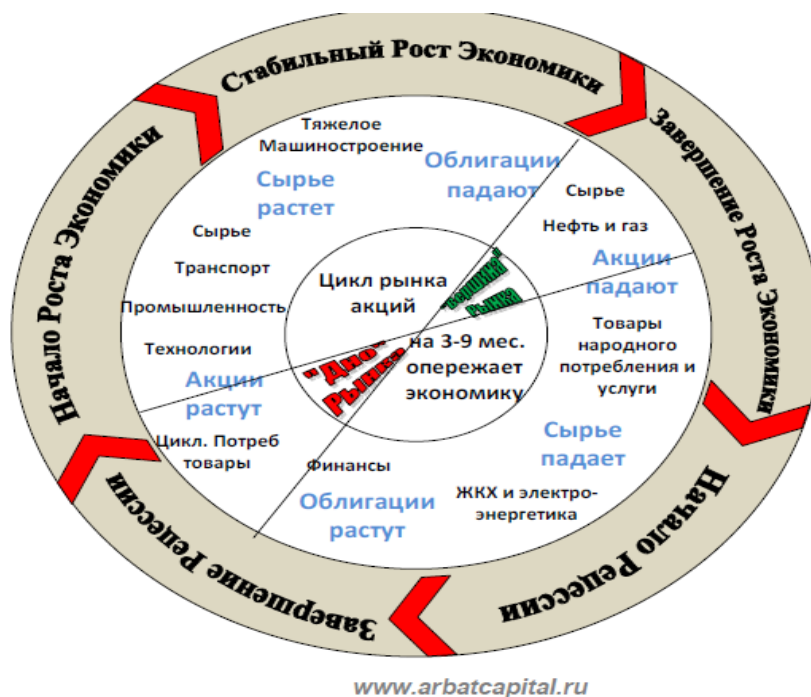 Стабильный Рост Экономики
Завершение Роста Экономики
Начало Рецессии
Завершение Рецессии
Начало Роста Экономики
Тяжелое
Машиностроение
Облигации
падают
Сырье
растет
Сырье
Нефть и газ
Сырье
Акции
падают
Транспорт
Цикл рынка
акций
"Вершина"
Рынка
Промышленность
Товары
народного
потребления и
услуги
на 3-9 мес.
опережает
экономику
"Дно"
Рынка
Технологии
Акции
растут
Сырье
падает
Цикл. Потреб
товары
Финансы
ЖКХ и электро-
энергетика
Облигации
растут
www.arbatcapital.ru